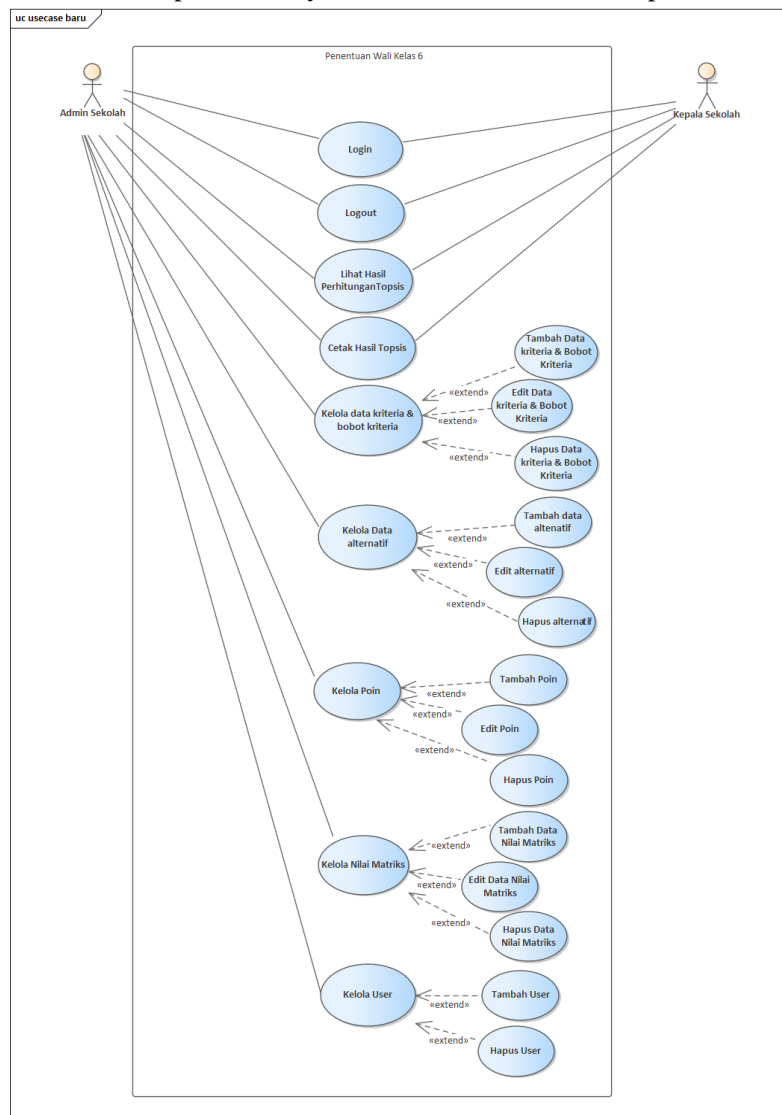 uc usecase baru
Penentuan Wali Kelas 6
Admin Sekolah
Kepala Sekolah
Login
Logout
Lihat Hasil
PerhitunganTopsis
Cetak Hasil Topsis
Kelola data kriteria &
bobot kriteria
Tambah Data
kriteria & Bobot
Kriteria
«extend»
Edit Data
kriteria & Bobot
Kriteria
«extend»
Hapus Data
kriteria & Bobot
Kriteria
«extend»
Kelola Data
alternatif
Tambah data
altenatif
«extend»
Edit alternatif
«extend»
Hapus alternatif
«extend»
Kelola Poin
Tambah Poin
«extend»
Edit Poin
«extend»
Hapus Poin
«extend»
Kelola Nilai Matriks
Tambah Data
Nilai Matriks
«extend»
Edit Data Nilai
Matriks
«extend»
Hapus Data
Nilai Matriks
«extend»
Kelola User
Tambah User
«extend»
Hapus User
«extend»